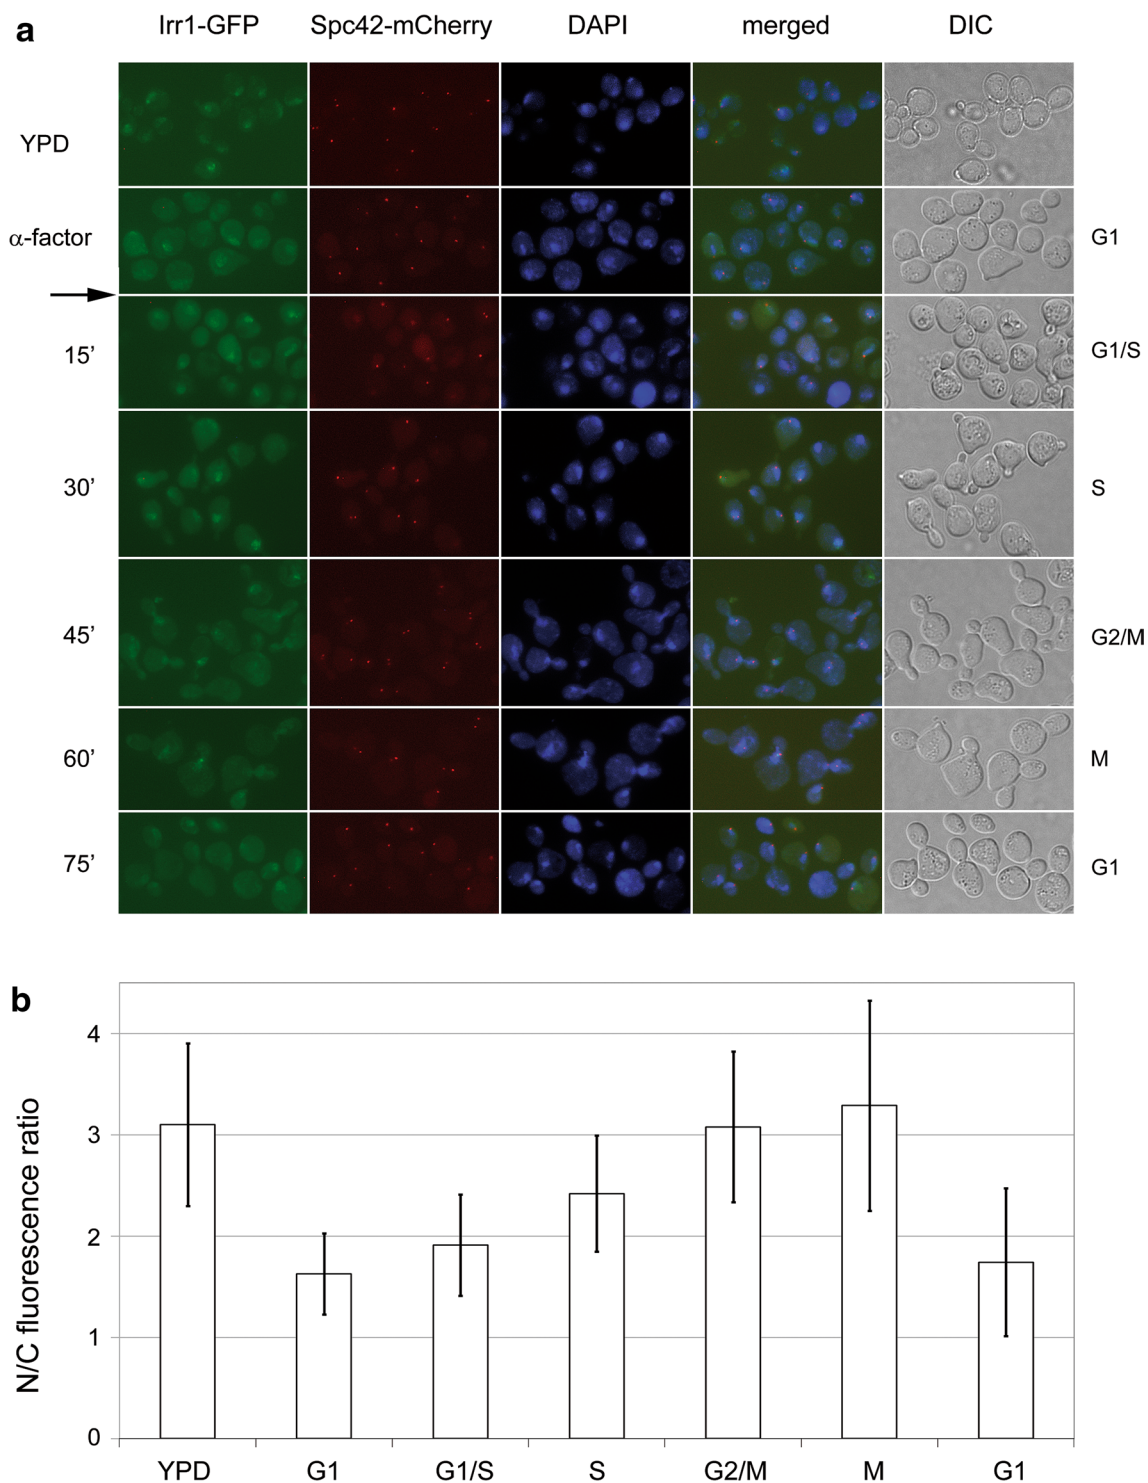 a
Irr1-GFP Spc42-mCherry DAPI merged DIC
YPD
α-factor G1
15’ G1/S
30’ S
45’ G2/M
60’ M
75’ G1
b
N/C fluorescence ratio
4
3
2
1
0
YPD G1 G1/S S G2/M M G1